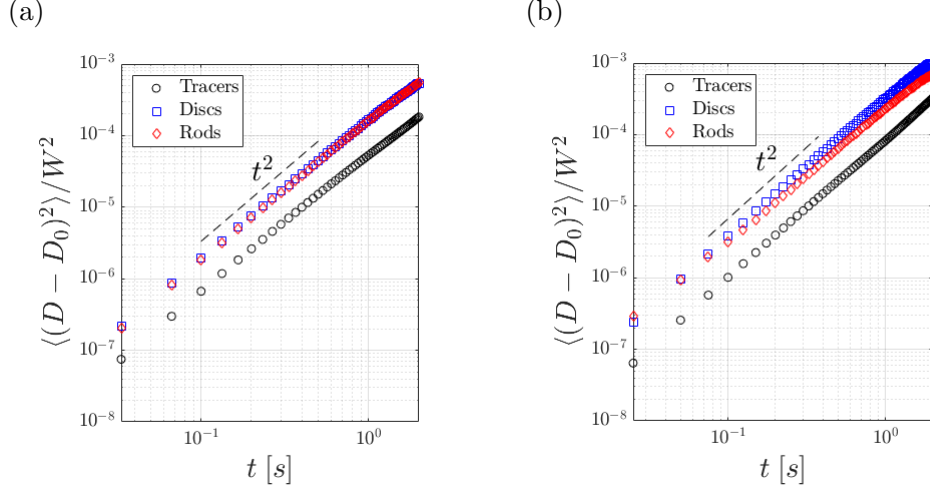 (a)
(b)
10^{-3}
10^{-4}
10^{-5}
10^{-6}
10^{-7}
10^{-8}
⟨(D − D_0)^2⟩/W^2
Tracers
Discs
Rods
t^2
10^{-1}
10^0
t [s]
10^{-3}
10^{-4}
10^{-5}
10^{-6}
10^{-7}
10^{-8}
⟨(D − D_0)^2⟩/W^2
Tracers
Discs
Rods
t^2
10^{-1}
10^0
t [s]